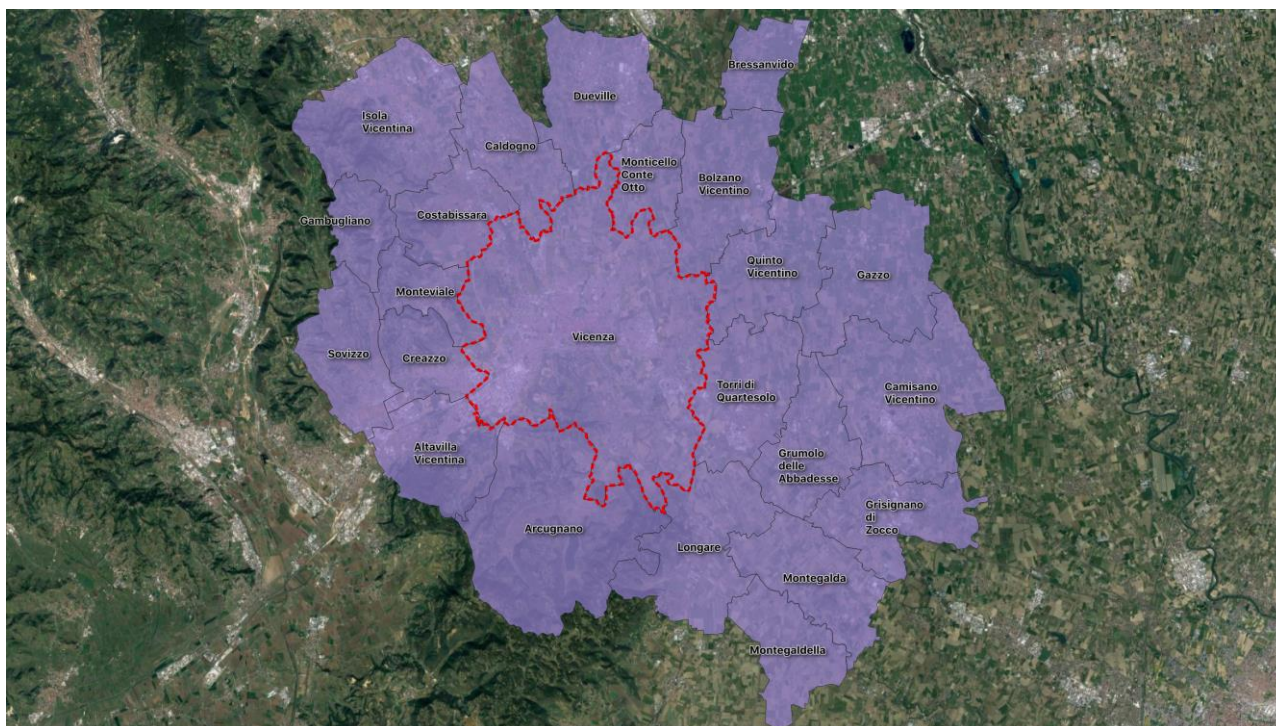 Bressanvido
Dueville
Isola
Vicentina
Caldogno
Monticello
Conte
Otto
Bolzano
Vicentino
Costabissara
Gambugliano
Quinto
Vicentino
Gazzo
Monteviale
Vicenza
Sovizzo
Creazzo
Torri di
Quartesolo
Camisano
Vicentino
Altavilla
Vicentina
Grumolo
delle
Abbadesse
Grisignano
di
Zocco
Arcugnano
Longare
Montegalda
Montegaldella